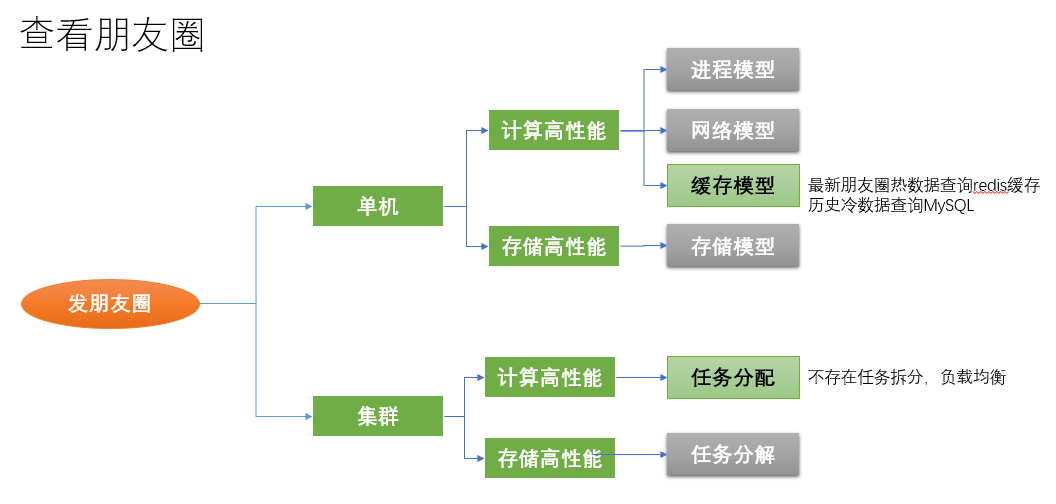 查看朋友圈
进程模型
计算高性能
网络模型
缓存模型
最新朋友圈热数据查询redis缓存
历史冷数据查询MySQL
单机
存储高性能
存储模型
发朋友圈
计算高性能
任务分配
不存在任务拆分，负载均衡
集群
存储高性能
任务分解